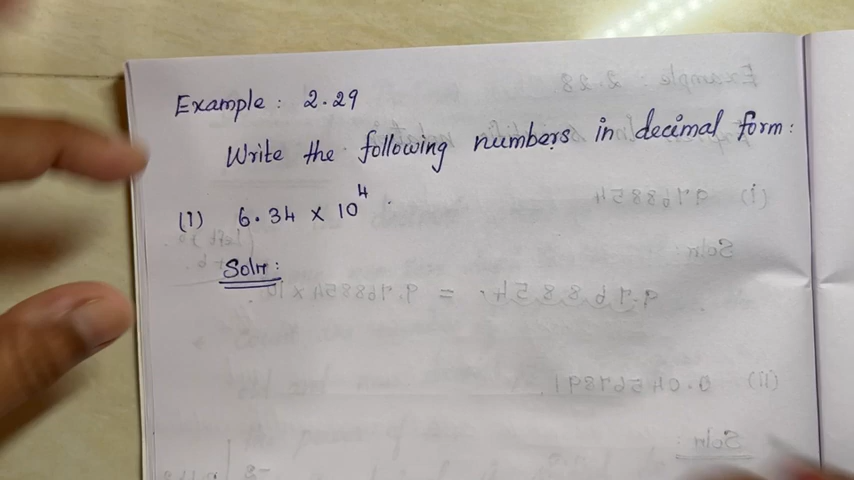 Example : 2.29
Write the following numbers in decimal form :
(i) 6.34 × 10⁴
Soln :